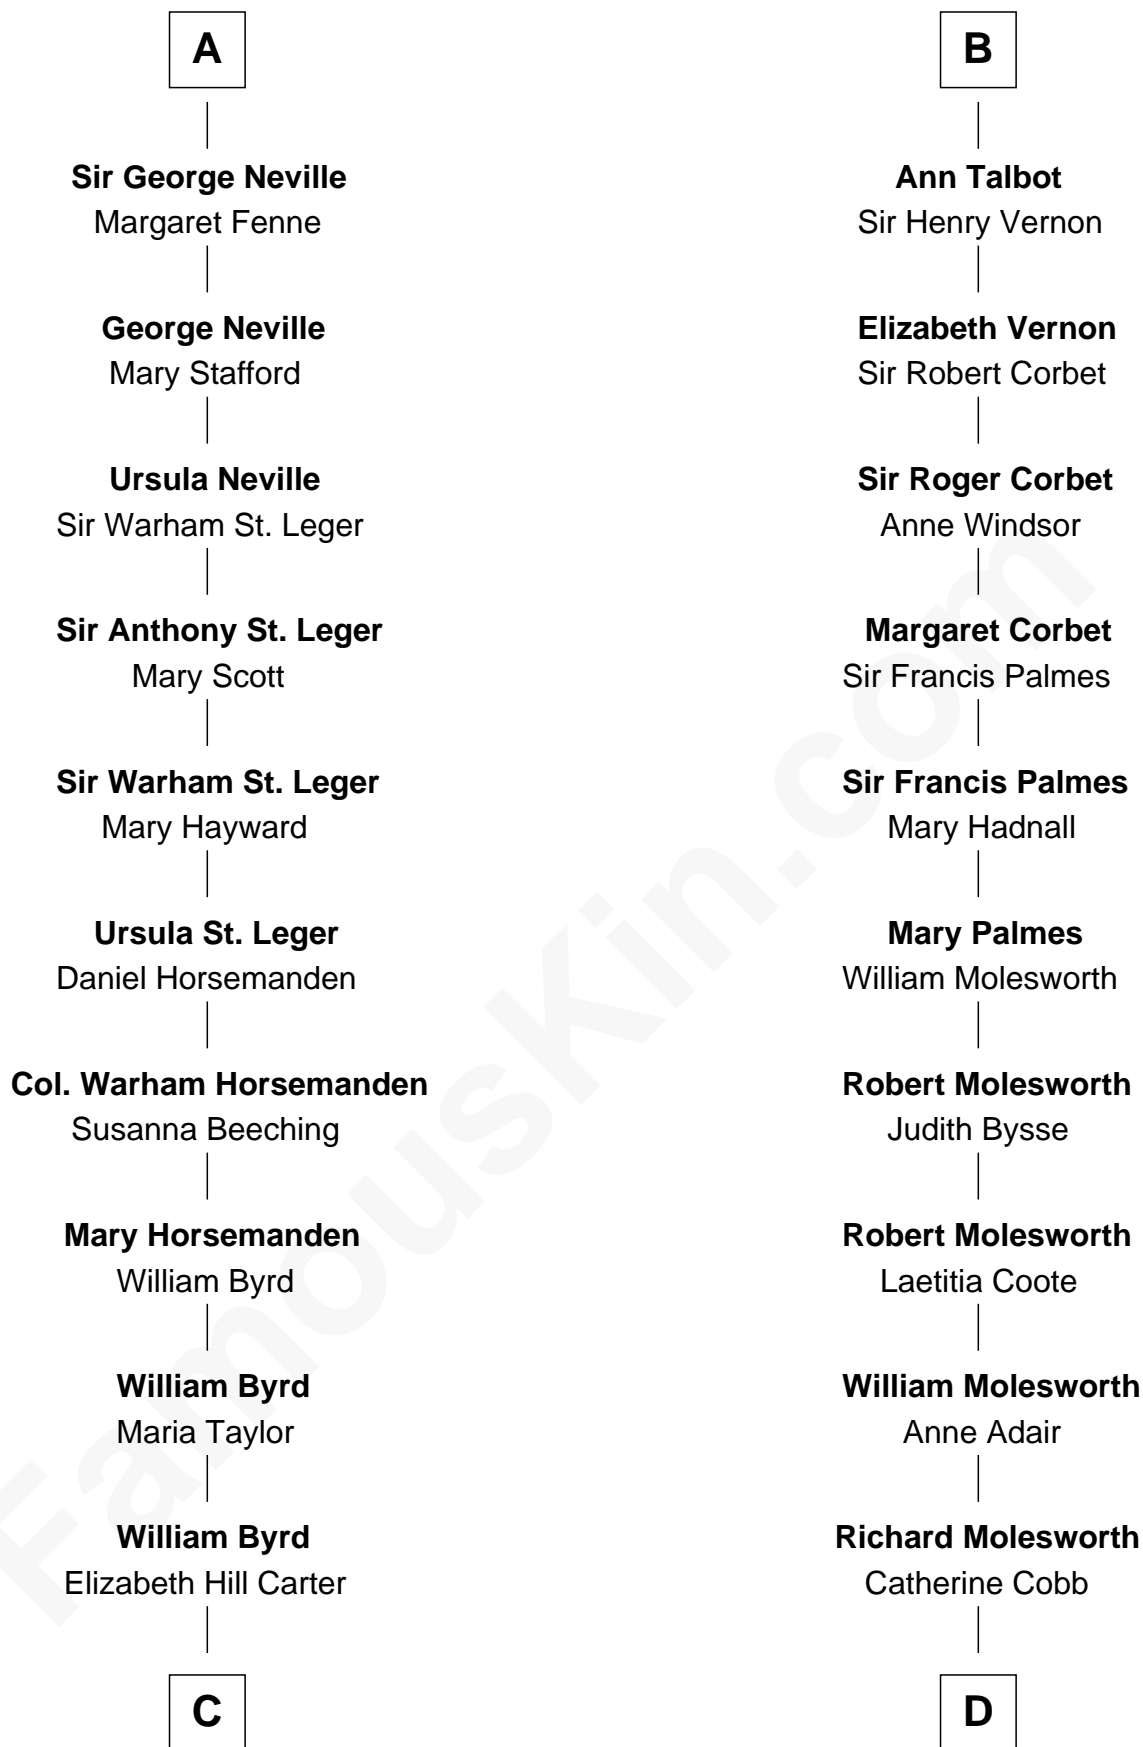 A
Sir George Neville
Margaret Fenne
George Neville
Mary Stafford
Ursula Neville
Sir Warham St. Leger
Sir Anthony St. Leger
Mary Scott
Sir Warham St. Leger
Mary Hayward
Ursula St. Leger
Daniel Horsemanden
Col. Warham Horsemanden
Susanna Beeching
Mary Horsemanden
William Byrd
William Byrd
Maria Taylor
William Byrd
Elizabeth Hill Carter
C
B
Ann Talbot
Sir Henry Vernon
Elizabeth Vernon
Sir Robert Corbet
Sir Roger Corbet
Anne Windsor
Margaret Corbet
Sir Francis Palmes
Sir Francis Palmes
Mary Hadnall
Mary Palmes
William Molesworth
Robert Molesworth
Judith Bysse
Robert Molesworth
Laetitia Coote
William Molesworth
Anne Adair
Richard Molesworth
Catherine Cobb
D
FamousKin.com